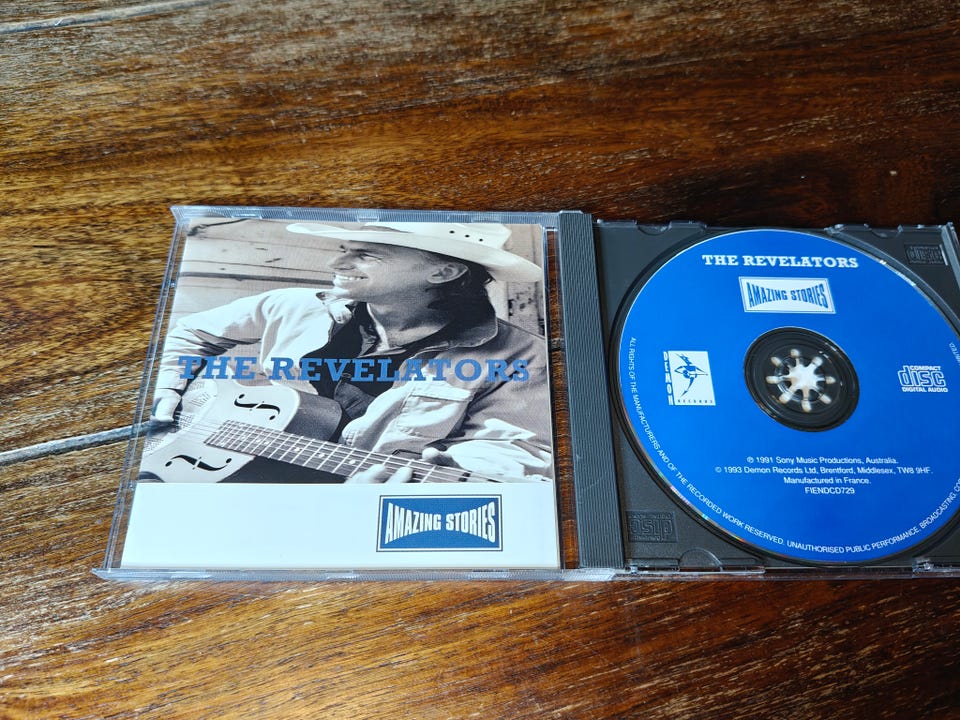 THE REVELATORS
AMAZING STORIES
THE REVELATORS
AMAZING STORIES
DEMON
RECORDS
COMPACT
disc
DIGITAL AUDIO
℗ 1991 Sony Music Productions, Australia.
© 1993 Demon Records Ltd, Brentford, Middlesex, TW8 9HF.
Manufactured in France.
FIENDCD729
ALL RIGHTS OF THE MANUFACTURERS AND OF THE RECORDED WORK RESERVED. UNAUTHORISED PUBLIC PERFORMANCE, BROADCASTING,